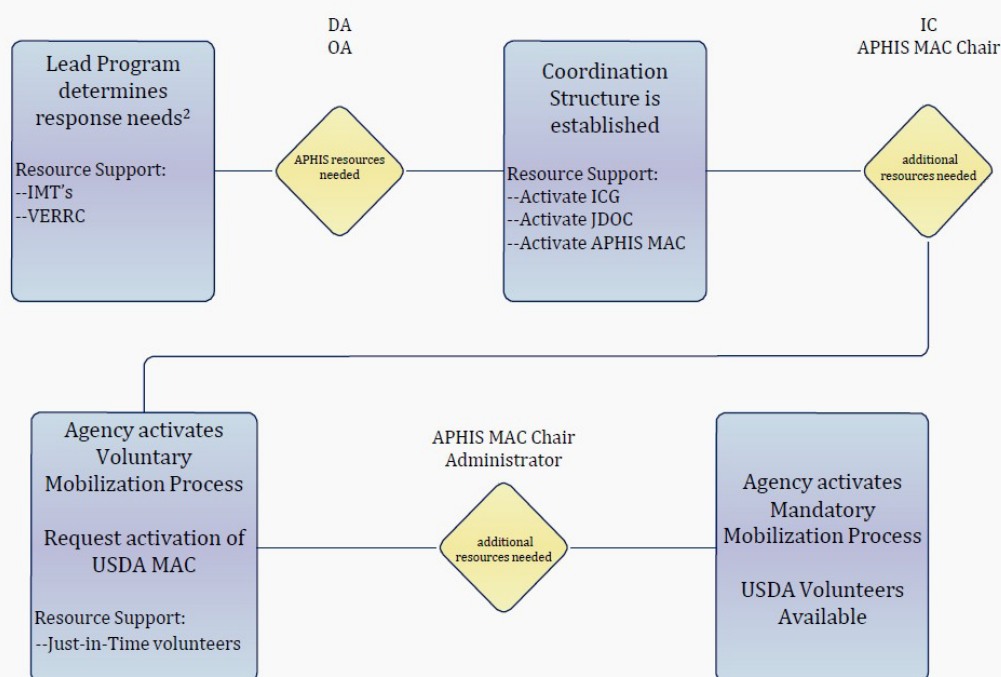 DA
OA
IC
APHIS MAC Chair
Lead Program
determines
response needs²
Resource Support:
--IMT's
--VERRC
APHIS resources
needed
Coordination
Structure is
established
Resource Support:
--Activate ICG
--Activate JDOC
--Activate APHIS MAC
additional
resources needed
Agency activates
Voluntary
Mobilization Process
Request activation of
USDA MAC
Resource Support:
--Just-in-Time volunteers
APHIS MAC Chair
Administrator
additional
resources needed
Agency activates
Mandatory
Mobilization Process
USDA Volunteers
Available